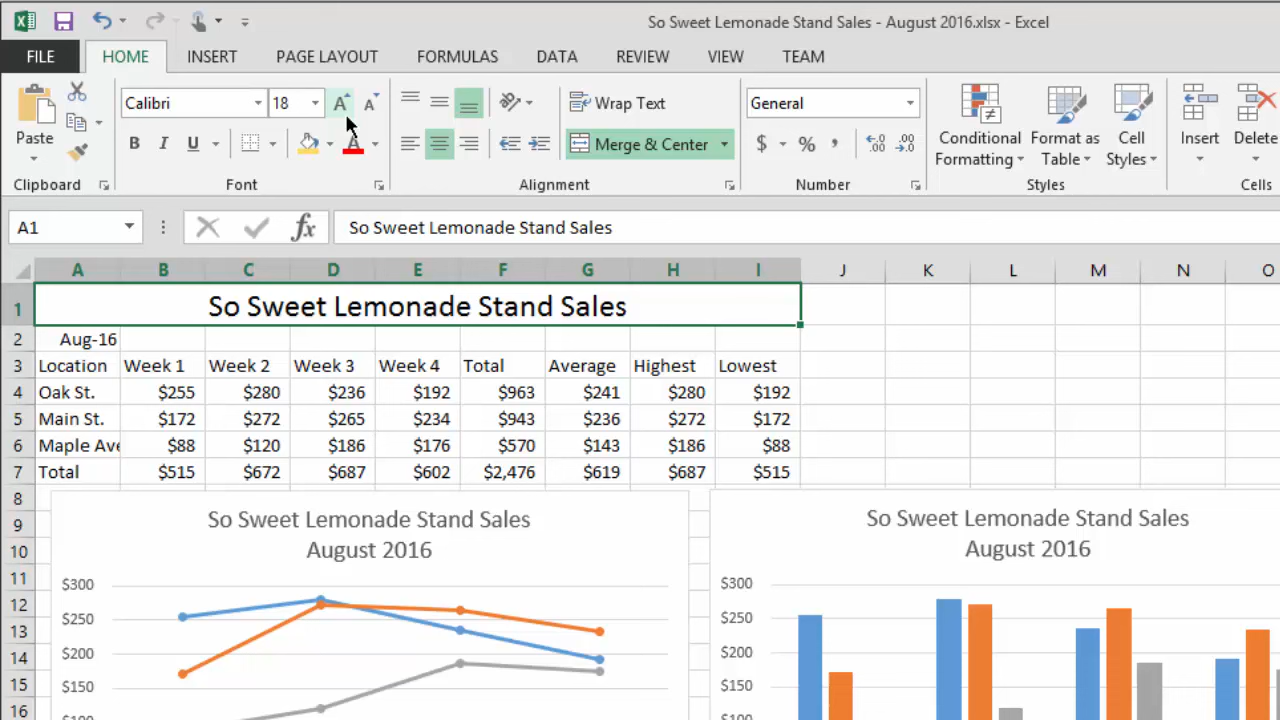 So Sweet Lemonade Stand Sales - August 2016.xlsx - Excel
FILE HOME INSERT PAGE LAYOUT FORMULAS DATA REVIEW VIEW TEAM
Calibri 18 A A Wrap Text General
Paste B I U A Merge & Center $ % , Conditional Formatting Format as Table Cell Styles Insert Delete
Clipboard Font Alignment Number Styles Cells
A1 fx So Sweet Lemonade Stand Sales
A B C D E F G H I J K L M N O
1 So Sweet Lemonade Stand Sales
2 Aug-16
3 Location Week 1 Week 2 Week 3 Week 4 Total Average Highest Lowest
4 Oak St. $255 $280 $236 $192 $963 $241 $280 $192
5 Main St. $172 $272 $265 $234 $943 $236 $272 $172
6 Maple Ave $88 $120 $186 $176 $570 $143 $186 $88
7 Total $515 $672 $687 $602 $2,476 $619 $687 $515
8
9
10
11
12
13
14
15
16
So Sweet Lemonade Stand Sales
August 2016
$300
$250
$200
$150
$100
So Sweet Lemonade Stand Sales
August 2016
$300
$250
$200
$150
$100